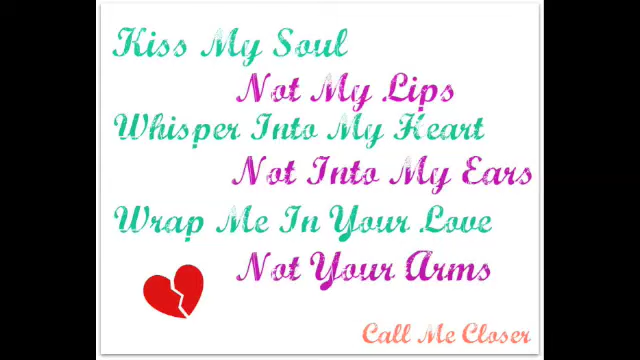 Kiss My Soul
Not My Lips
Whisper Into My Heart
Not Into My Ears
Wrap Me In Your Love
Not Your Arms
Call Me Closer